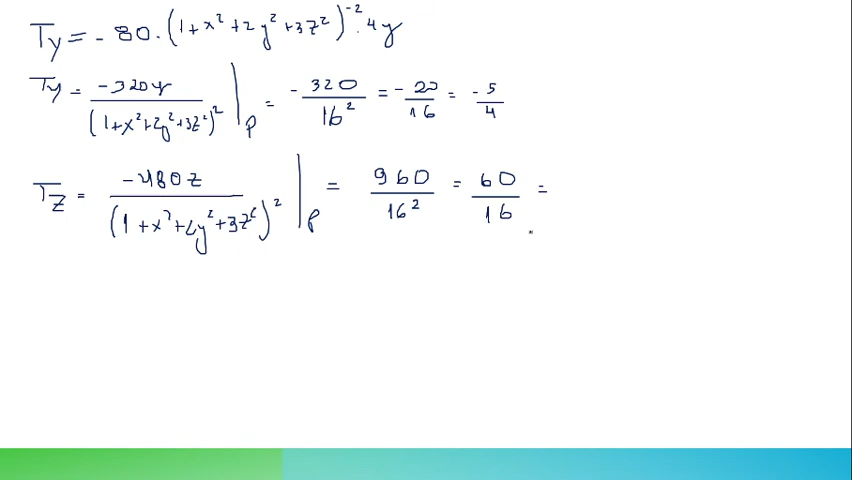 Ty = - 80 · (1+x²+2y²+3z²)⁻² · 4y
Ty = -320y / (1+x²+2y²+3z²)² |p = - 320 / 16² = - 20 / 16 = - 5 / 4
Tz = -480z / (1+x²+2y²+3z²)² |p = 960 / 16² = 60 / 16 =